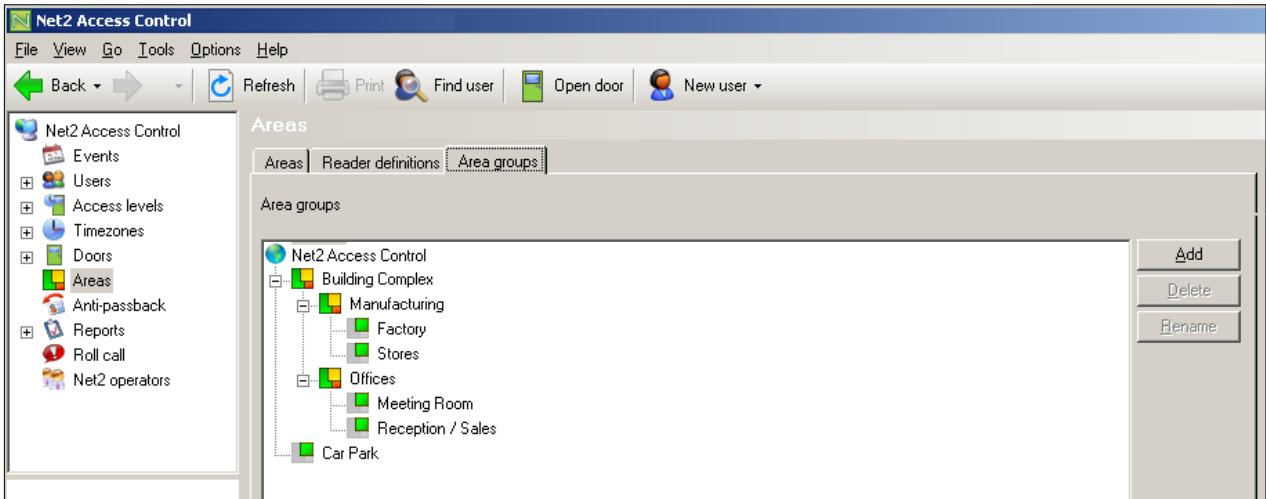 Net2 Access Control
File View Go Tools Options Help
Back Refresh Print Find user Open door New user
Net2 Access Control
Events
Users
Access levels
Timezones
Doors
Areas
Anti-passback
Reports
Roll call
Net2 operators
Areas
Areas Reader definitions Area groups
Area groups
Net2 Access Control
Building Complex
Manufacturing
Factory
Stores
Offices
Meeting Room
Reception / Sales
Car Park
Add
Delete
Rename